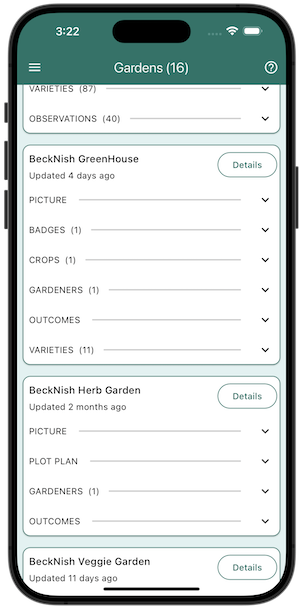 3:22
Gardens (16)
VARIETIES (87)
OBSERVATIONS (40)
BeckNish GreenHouse
Details
Updated 4 days ago
PICTURE
BADGES (1)
CROPS (1)
GARDENERS (1)
OUTCOMES
VARIETIES (11)
BeckNish Herb Garden
Details
Updated 2 months ago
PICTURE
PLOT PLAN
GARDENERS (1)
OUTCOMES
BeckNish Veggie Garden
Details
Updated 11 days ago